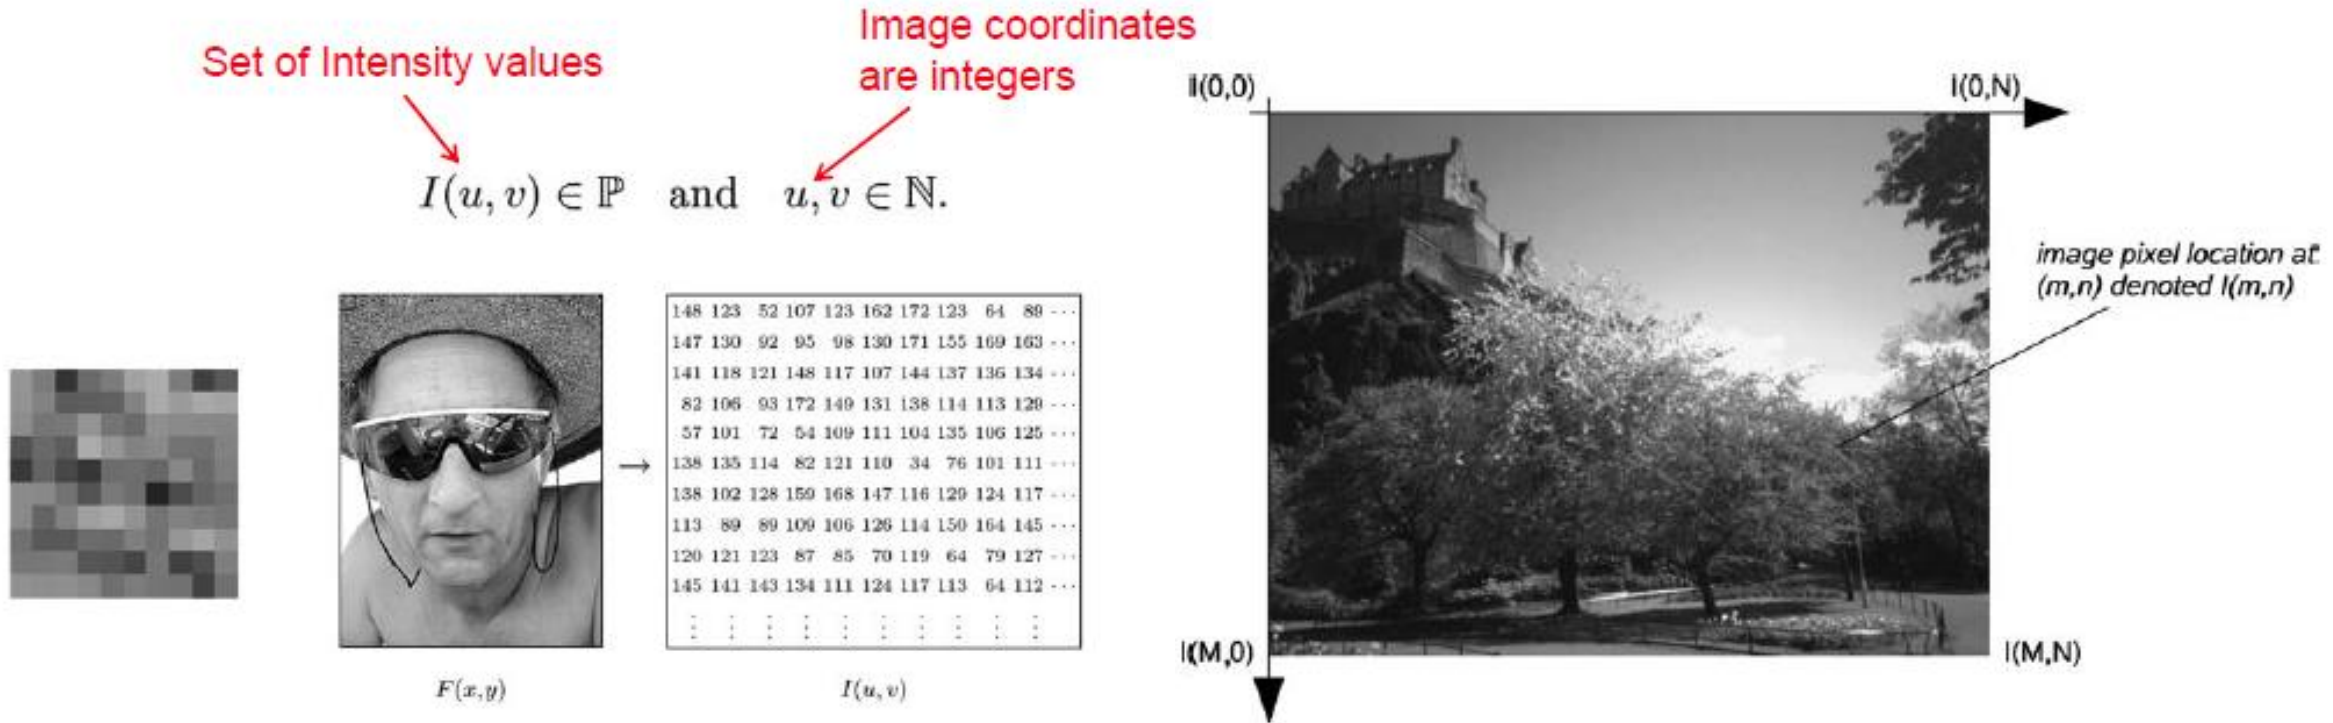 Set of Intensity values
Image coordinates
are integers
I(u, v) ∈ ℙ and u, v ∈ ℕ.
148 123 52 107 123 162 172 123 64 89 ···
147 130 92 95 98 130 171 155 169 163 ···
141 118 121 148 117 107 144 137 136 134 ···
82 106 93 172 149 131 138 114 113 129 ···
57 101 72 54 109 111 104 135 106 125 ···
138 135 114 82 121 110 34 76 101 111 ···
138 102 128 159 168 147 116 129 124 117 ···
113 89 89 109 106 126 114 150 164 145 ···
120 121 123 87 85 70 119 64 79 127 ···
145 141 143 134 111 124 117 113 64 112 ···
⋮ ⋮ ⋮ ⋮ ⋮ ⋮ ⋮ ⋮ ⋮ ⋮
F(x, y)
→
I(u, v)
I(0,0)
I(0,N)
image pixel location at
(m,n) denoted I(m,n)
I(M,0)
I(M,N)